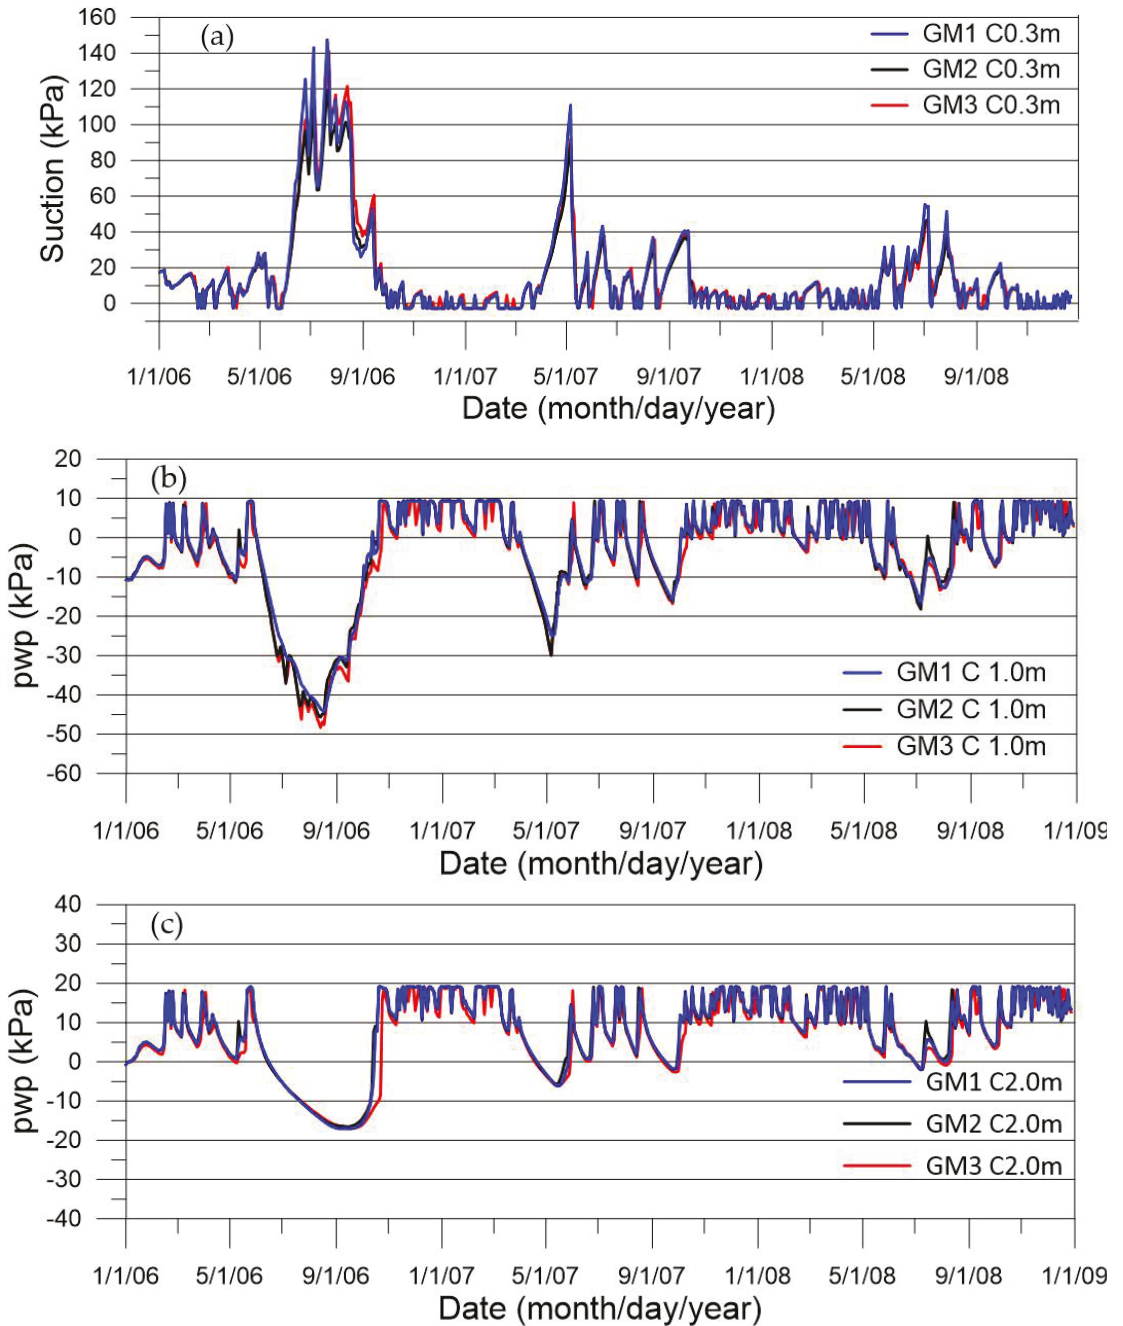 (a)
160
140
120
100
80
60
40
20
0
Suction (kPa)
GM1 C0.3m
GM2 C0.3m
GM3 C0.3m
1/1/06 5/1/06 9/1/06 1/1/07 5/1/07 9/1/07 1/1/08 5/1/08 9/1/08
Date (month/day/year)
(b)
20
10
0
-10
-20
-30
-40
-50
-60
pwp (kPa)
GM1 C 1.0m
GM2 C 1.0m
GM3 C 1.0m
1/1/06 5/1/06 9/1/06 1/1/07 5/1/07 9/1/07 1/1/08 5/1/08 9/1/08 1/1/09
Date (month/day/year)
(c)
40
30
20
10
0
-10
-20
-30
-40
pwp (kPa)
GM1 C2.0m
GM2 C2.0m
GM3 C2.0m
1/1/06 5/1/06 9/1/06 1/1/07 5/1/07 9/1/07 1/1/08 5/1/08 9/1/08 1/1/09
Date (month/day/year)